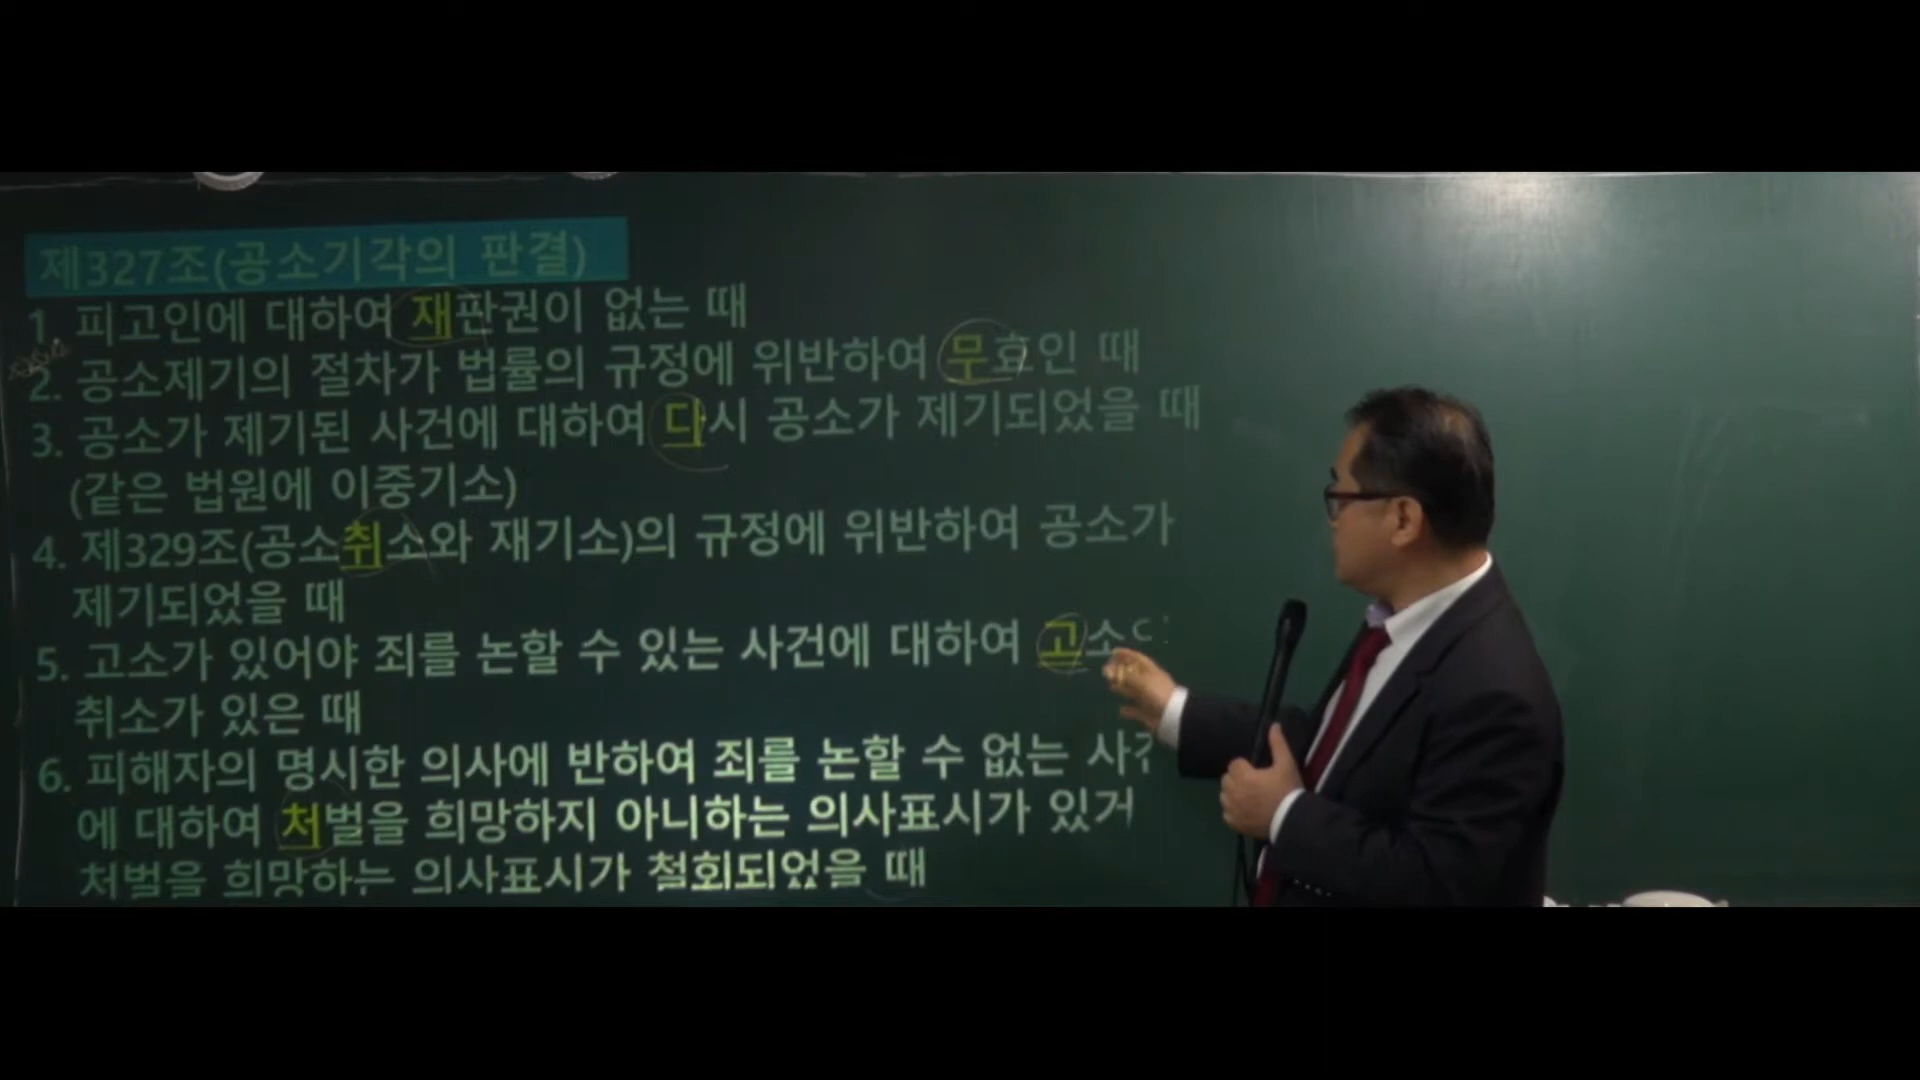 제327조(공소기각의 판결)
1. 피고인에 대하여 재판권이 없는 때
2. 공소제기의 절차가 법률의 규정에 위반하여 무효인 때
3. 공소가 제기된 사건에 대하여 다시 공소가 제기되었을 때
(같은 법원에 이중기소)
4. 제329조(공소취소와 재기소)의 규정에 위반하여 공소가
제기되었을 때
5. 고소가 있어야 죄를 논할 수 있는 사건에 대하여 고소
취소가 있은 때
6. 피해자의 명시한 의사에 반하여 죄를 논할 수 없는 사건
에 대하여 처벌을 희망하지 아니하는 의사표시가 있거
처벌을 희망하는 의사표시가 철회되었을 때